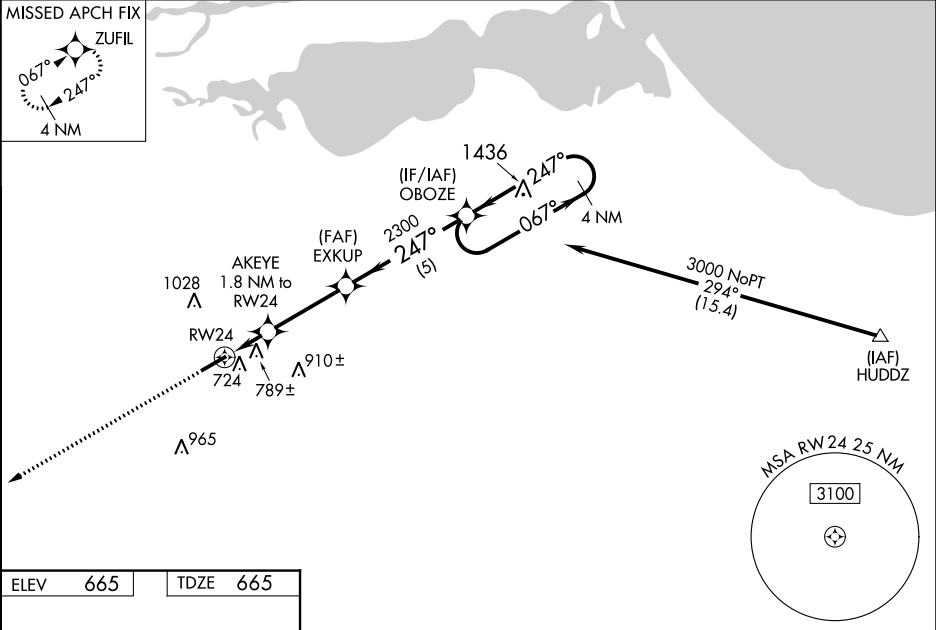 MISSED APCH FIX
ZUFIL
067°
247°
4 NM
1436
247°
(IF/IAF)
OBOZE
067°
4 NM
2300
247°
(5)
(FAF)
EXKUP
3000 NoPT
294°
(15.4)
AKEYE
1.8 NM to
RW24
1028
RW24
(IAF)
HUDDZ
724
789±
910±
965
MSA RW24 25 NM
3100
ELEV 665
TDZE 665